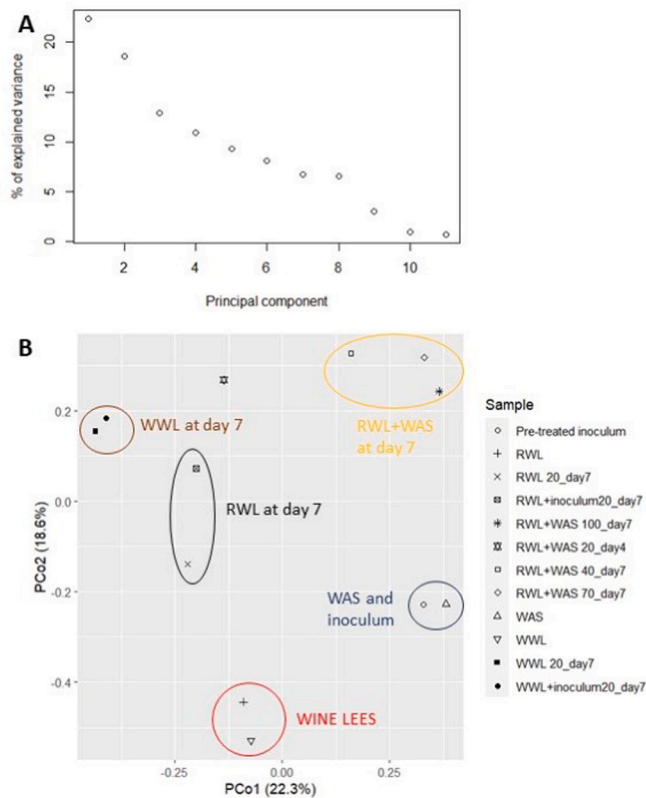 A
% of explained variance
20
15
10
5
0
2 4 6 8 10
Principal component
B
PCo2 (18.6%)
0.2
0.0
-0.2
-0.4
-0.25 0.00 0.25
PCo1 (22.3%)
WWL at day 7
RWL+WAS
at day 7
RWL at day 7
WAS and
inoculum
WINE LEES
Sample
Pre-treated inoculum
RWL
RWL 20_day7
RWL+inoculum20_day7
RWL+WAS 100_day7
RWL+WAS 20_day4
RWL+WAS 40_day7
RWL+WAS 70_day7
WAS
WWL
WWL 20_day7
WWL+inoculum20_day7